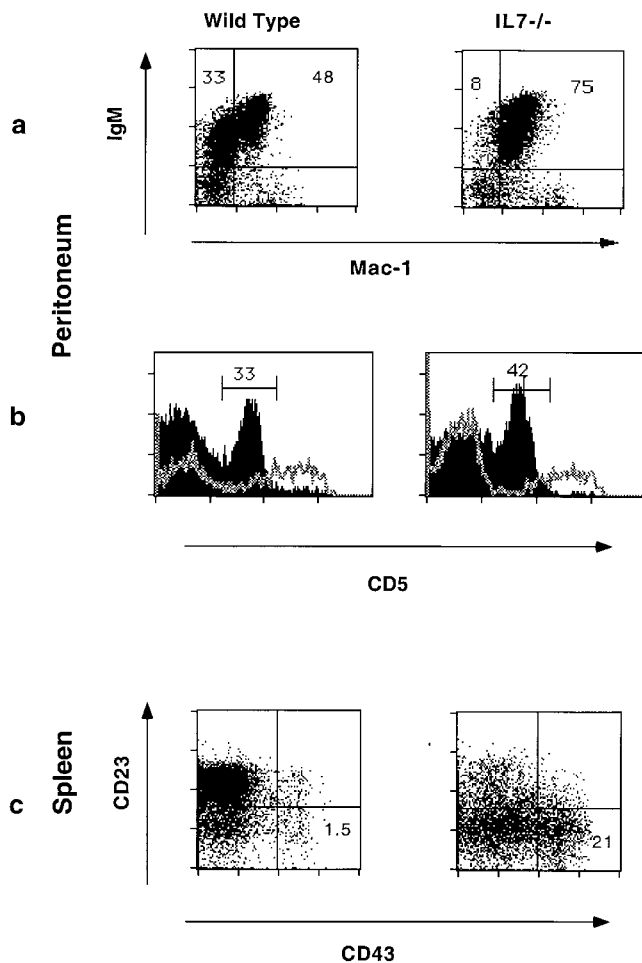 Wild Type
IL7-/-
a
Peritoneum
IgM
33
48
8
75
Mac-1
b
33
42
CD5
c
Spleen
CD23
1.5
21
CD43